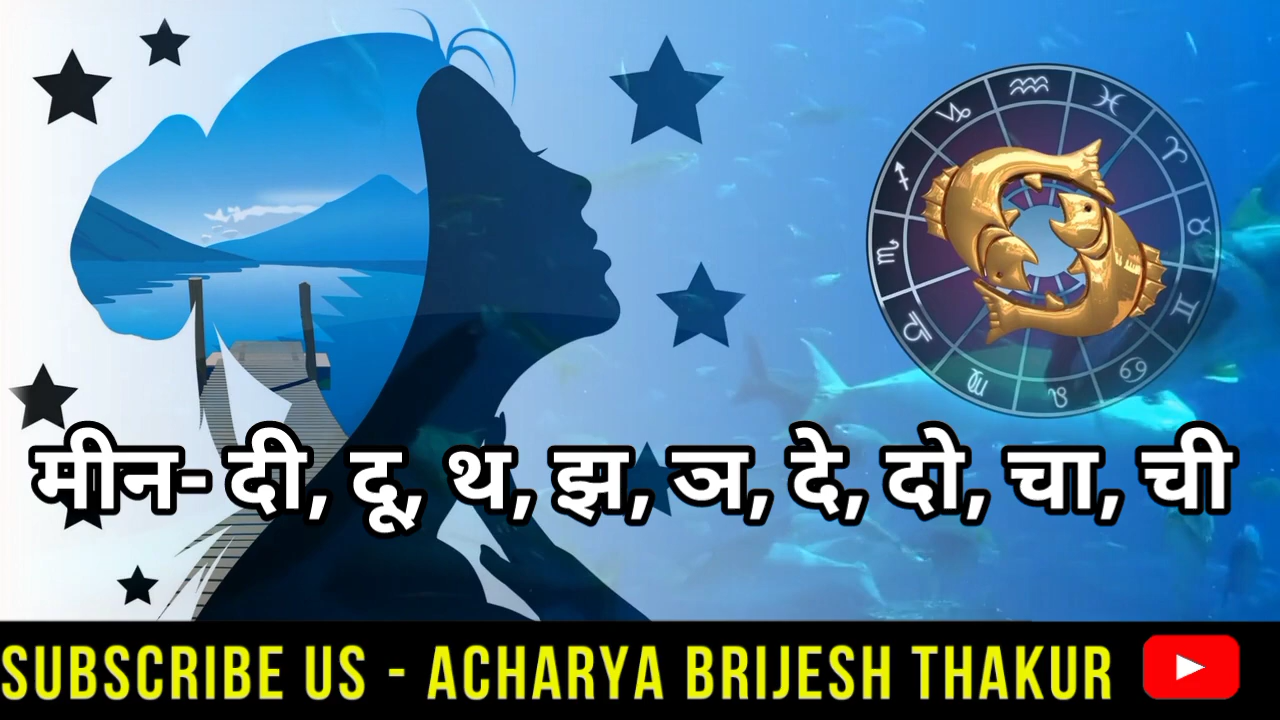 मीन- दी, दू, थ, झ, ञ, दे, दो, चा, ची
SUBSCRIBE US - ACHARYA BRIJESH THAKUR